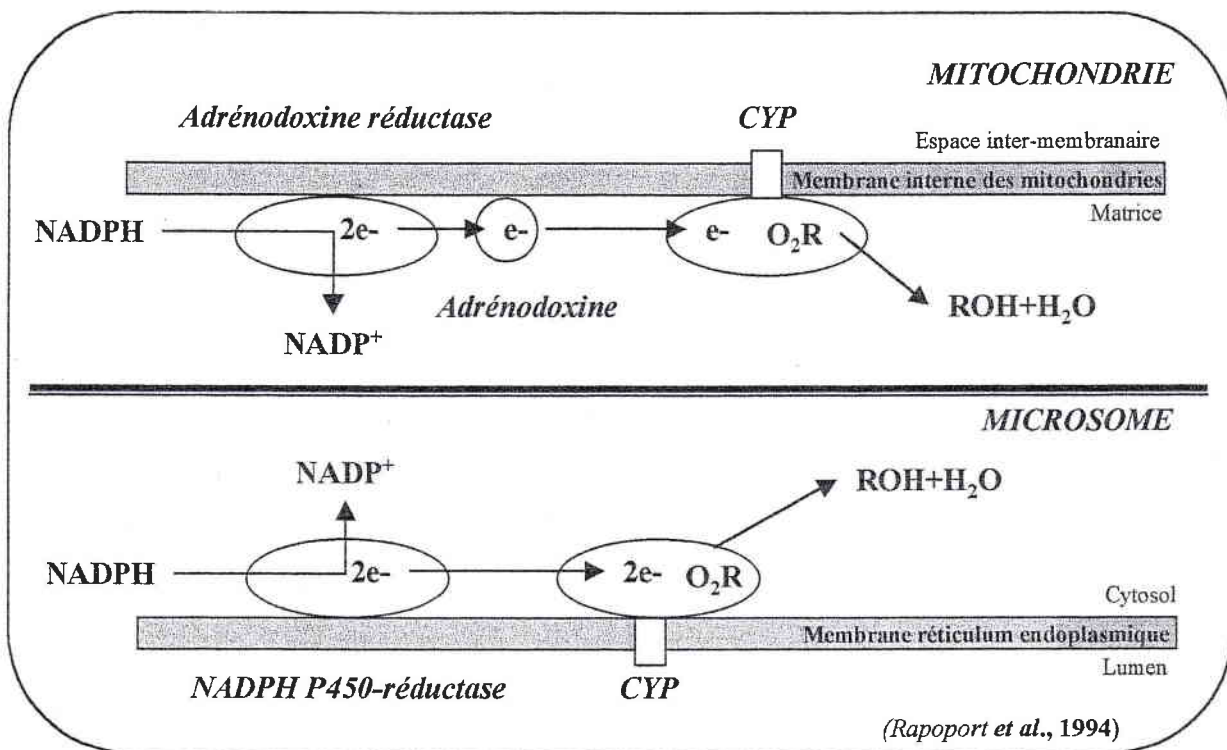 MITOCHONDRIE
Adrénodoxine réductase
CYP
Espace inter-membranaire
Membrane interne des mitochondries
Matrice
NADPH
2e-
e-
e-
O₂R
Adrénodoxine
ROH+H₂O
NADP⁺
MICROSOME
NADP⁺
ROH+H₂O
NADPH
2e-
2e-
O₂R
Cytosol
Membrane réticulum endoplasmique
Lumen
NADPH P450-réductase
CYP
(Rapoport et al., 1994)